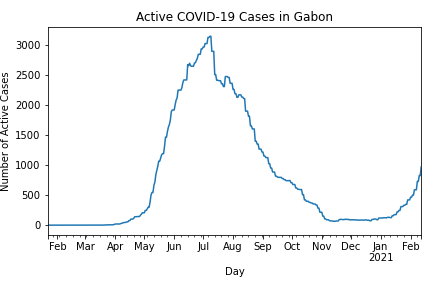 Active COVID-19 Cases in Gabon
Number of Active Cases
3000
2500
2000
1500
1000
500
0
Feb Mar Apr May Jun Jul Aug Sep Oct Nov Dec Jan Feb
2021
Day